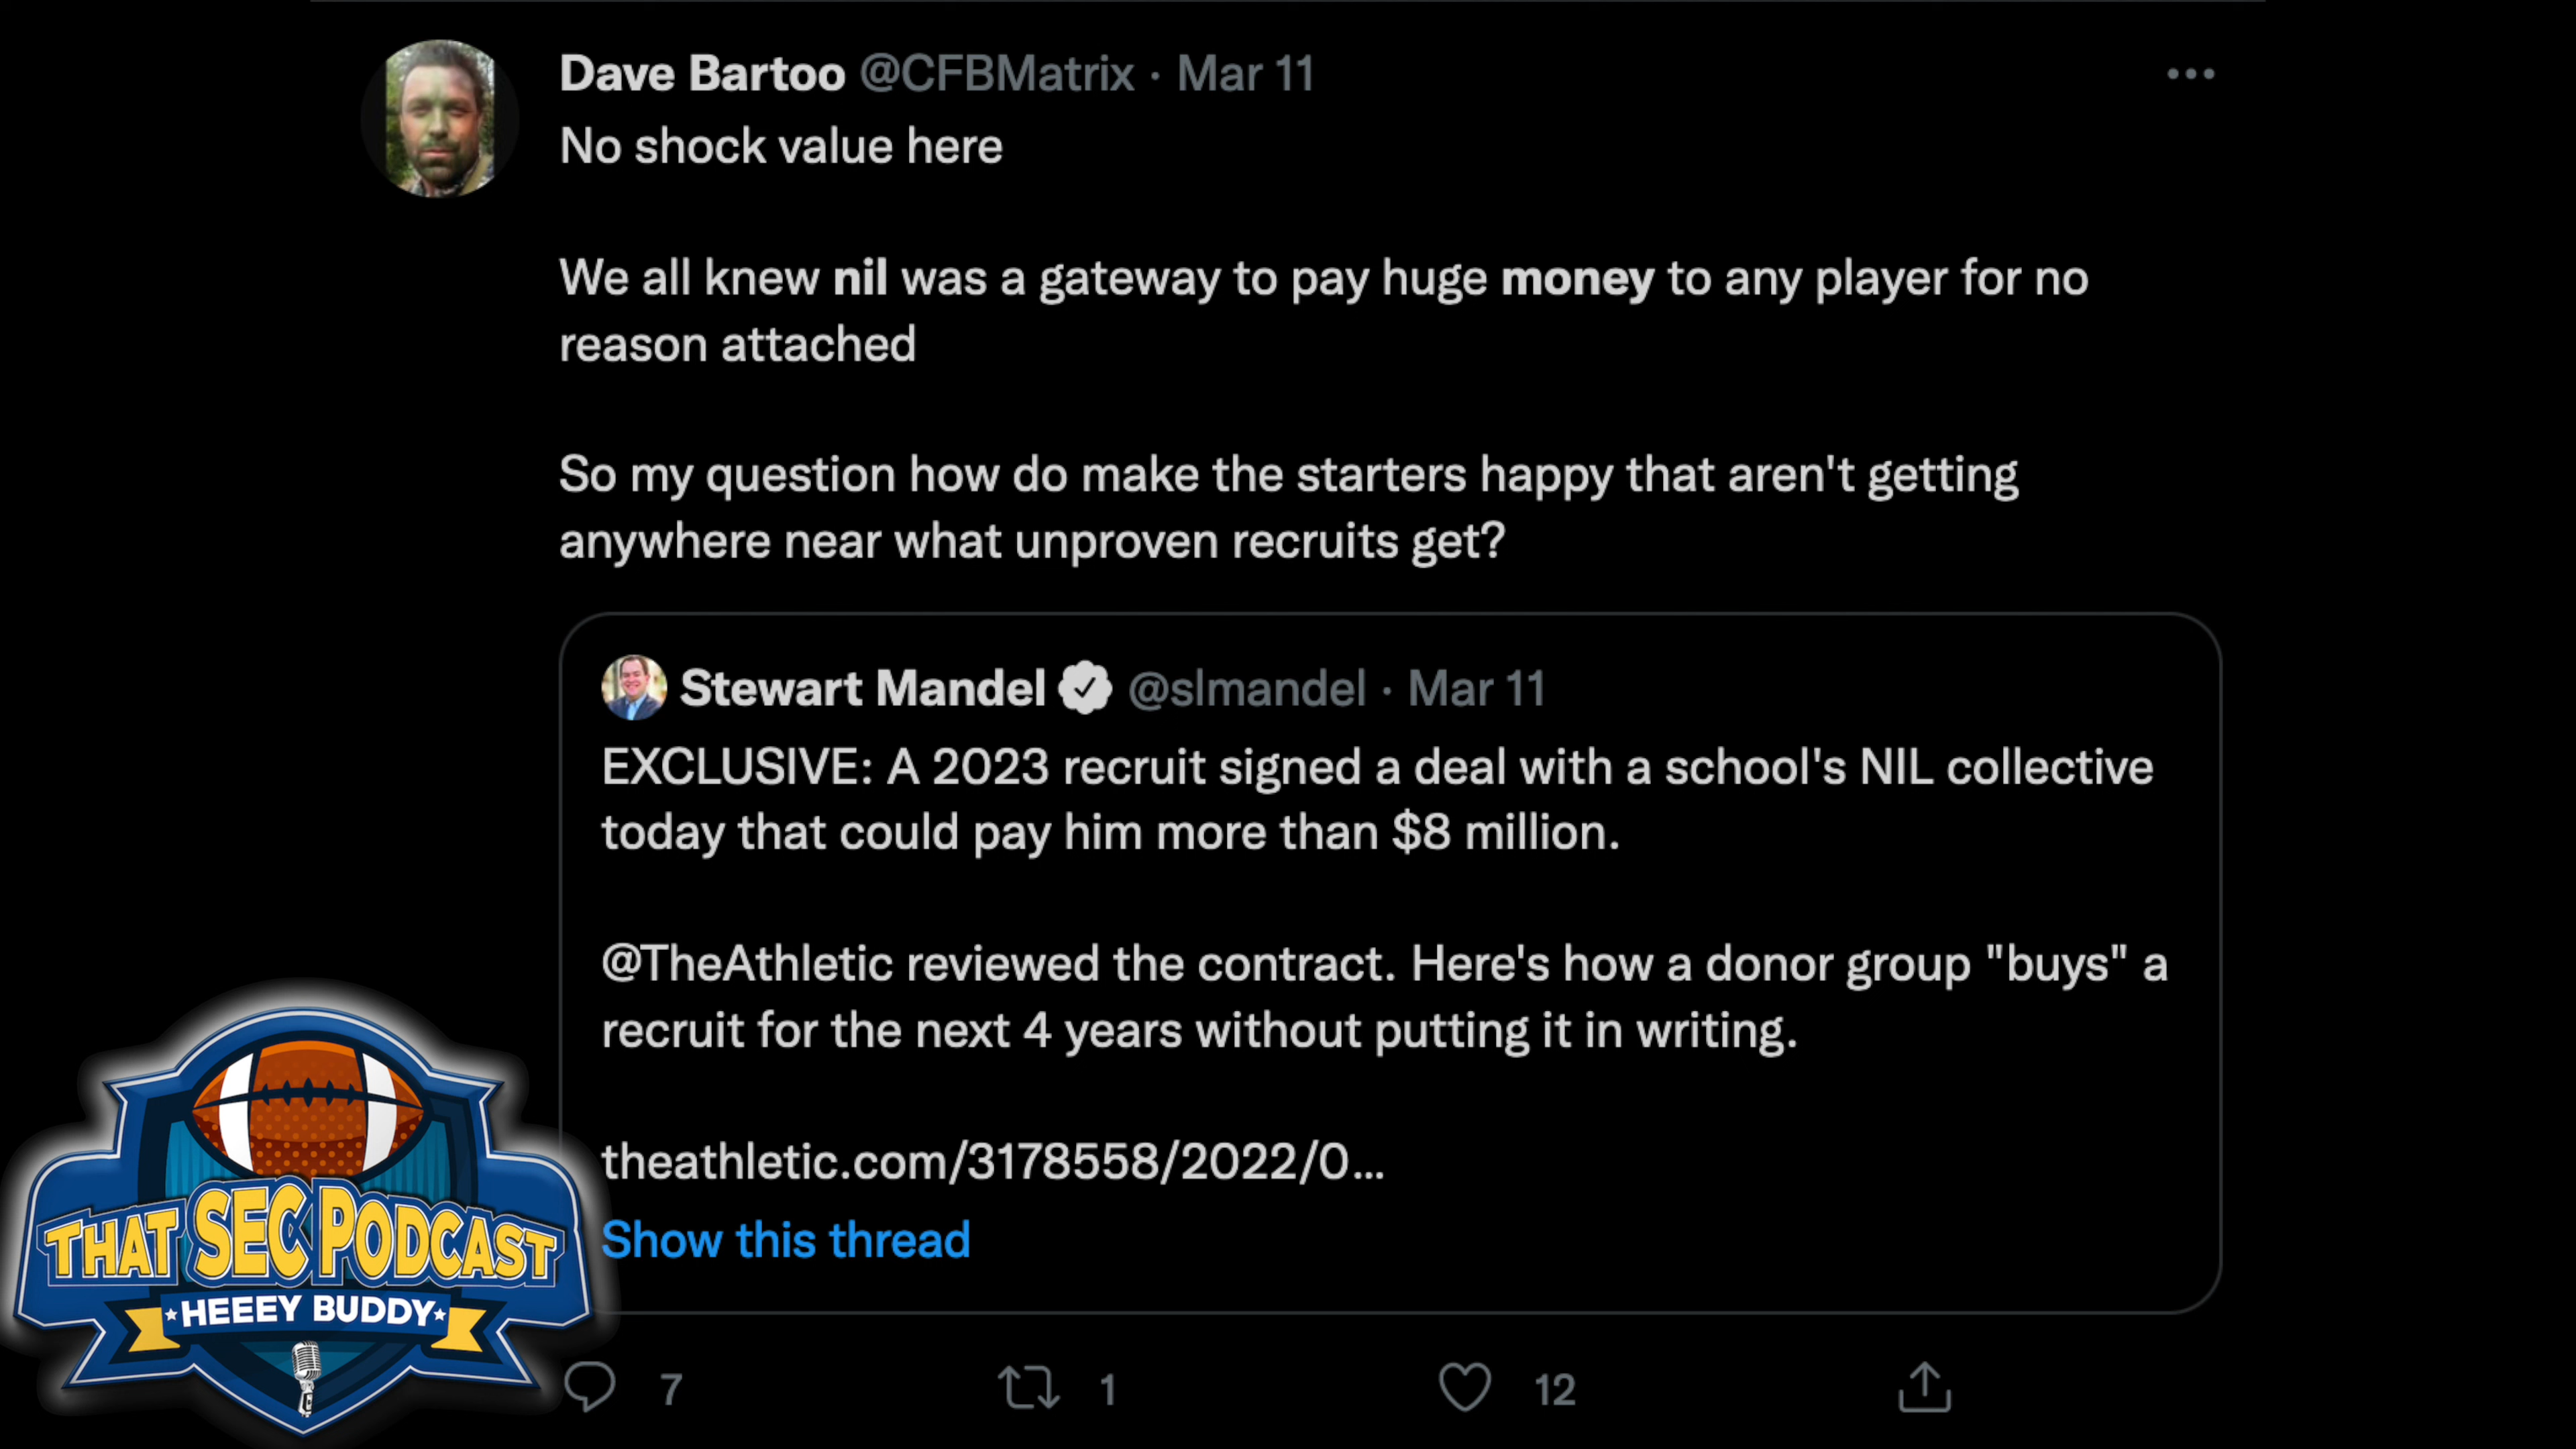 Dave Bartoo @CFBMatrix · Mar 11
No shock value here
We all knew nil was a gateway to pay huge money to any player for no
reason attached
So my question how do make the starters happy that aren't getting
anywhere near what unproven recruits get?
Stewart Mandel @slmandel · Mar 11
EXCLUSIVE: A 2023 recruit signed a deal with a school's NIL collective
today that could pay him more than $8 million.
@TheAthletic reviewed the contract. Here's how a donor group "buys" a
recruit for the next 4 years without putting it in writing.
theathletic.com/3178558/2022/0...
Show this thread
7 1 12
THAT SEC PODCAST
HEEEY BUDDY